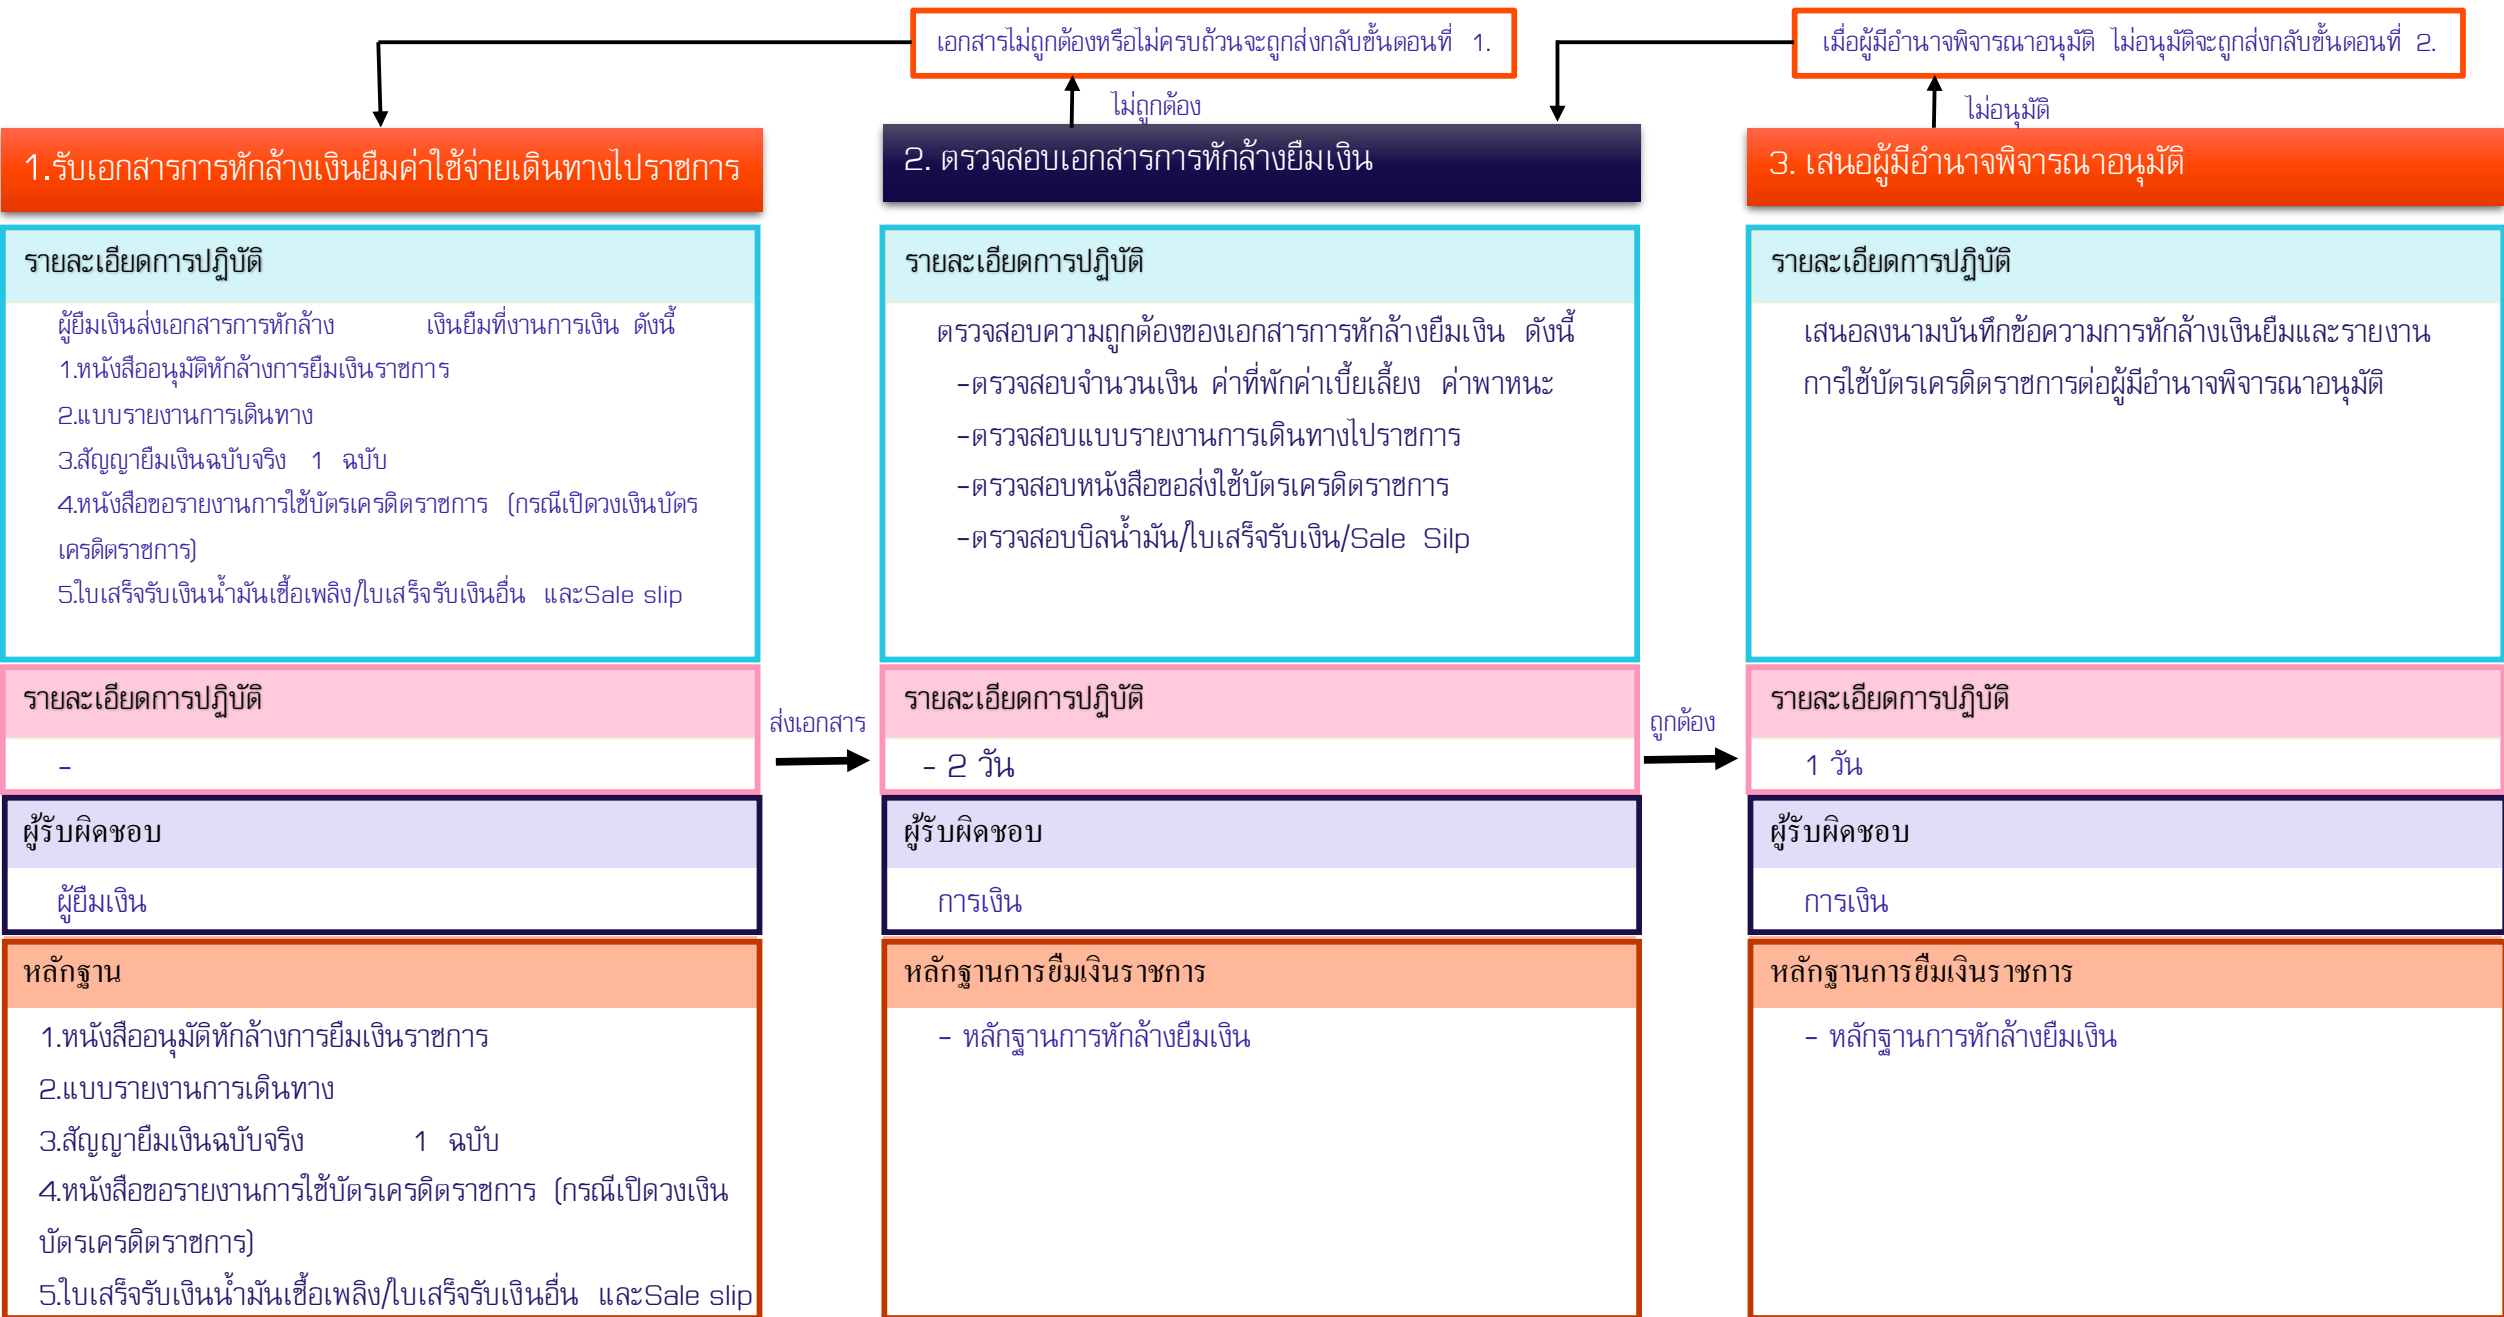 เอกสารไม่ถูกต้องหรือไม่ครบถ้วนจะถูกส่งกลับขั้นตอนที่ 1.
เมื่อผู้มีอำนาจพิจารณาอนุมัติ ไม่อนุมัติจะถูกส่งกลับขั้นตอนที่ 2.
ไม่ถูกต้อง
ไม่อนุมัติ
1.รับเอกสารการหักล้างเงินยืมค่าใช้จ่ายเดินทางไปราชการ
รายละเอียดการปฏิบัติ
ผู้ยืมเงินส่งเอกสารการหักล้าง เงินยืมที่งานการเงิน ดังนี้
1.หนังสืออนุมัติหักล้างการยืมเงินราชการ
2.แบบรายงานการเดินทาง
3.สัญญายืมเงินฉบับจริง 1 ฉบับ
4.หนังสือขอรายงานการใช้บัตรเครดิตราชการ (กรณีเปิดวงเงินบัตร
เครดิตราชการ)
5.ใบเสร็จรับเงินน้ำมันเชื้อเพลิง/ใบเสร็จรับเงินอื่น และSale slip
รายละเอียดการปฏิบัติ
-
ผู้รับผิดชอบ
ผู้ยืมเงิน
หลักฐาน
1.หนังสืออนุมัติหักล้างการยืมเงินราชการ
2.แบบรายงานการเดินทาง
3.สัญญายืมเงินฉบับจริง 1 ฉบับ
4.หนังสือขอรายงานการใช้บัตรเครดิตราชการ (กรณีเปิดวงเงิน
บัตรเครดิตราชการ)
5.ใบเสร็จรับเงินน้ำมันเชื้อเพลิง/ใบเสร็จรับเงินอื่น และSale slip
ส่งเอกสาร
2. ตรวจสอบเอกสารการหักล้างยืมเงิน
รายละเอียดการปฏิบัติ
ตรวจสอบความถูกต้องของเอกสารการหักล้างยืมเงิน ดังนี้
-ตรวจสอบจำนวนเงิน ค่าที่พักค่าเบี้ยเลี้ยง ค่าพาหนะ
-ตรวจสอบแบบรายงานการเดินทางไปราชการ
-ตรวจสอบหนังสือขอส่งใช้บัตรเครดิตราชการ
-ตรวจสอบบิลน้ำมัน/ใบเสร็จรับเงิน/Sale Silp
รายละเอียดการปฏิบัติ
- 2 วัน
ผู้รับผิดชอบ
การเงิน
หลักฐานการยืมเงินราชการ
- หลักฐานการหักล้างยืมเงิน
ถูกต้อง
3. เสนอผู้มีอำนาจพิจารณาอนุมัติ
รายละเอียดการปฏิบัติ
เสนอลงนามบันทึกข้อความการหักล้างเงินยืมและรายงาน
การใช้บัตรเครดิตราชการต่อผู้มีอำนาจพิจารณาอนุมัติ
รายละเอียดการปฏิบัติ
1 วัน
ผู้รับผิดชอบ
การเงิน
หลักฐานการยืมเงินราชการ
- หลักฐานการหักล้างยืมเงิน